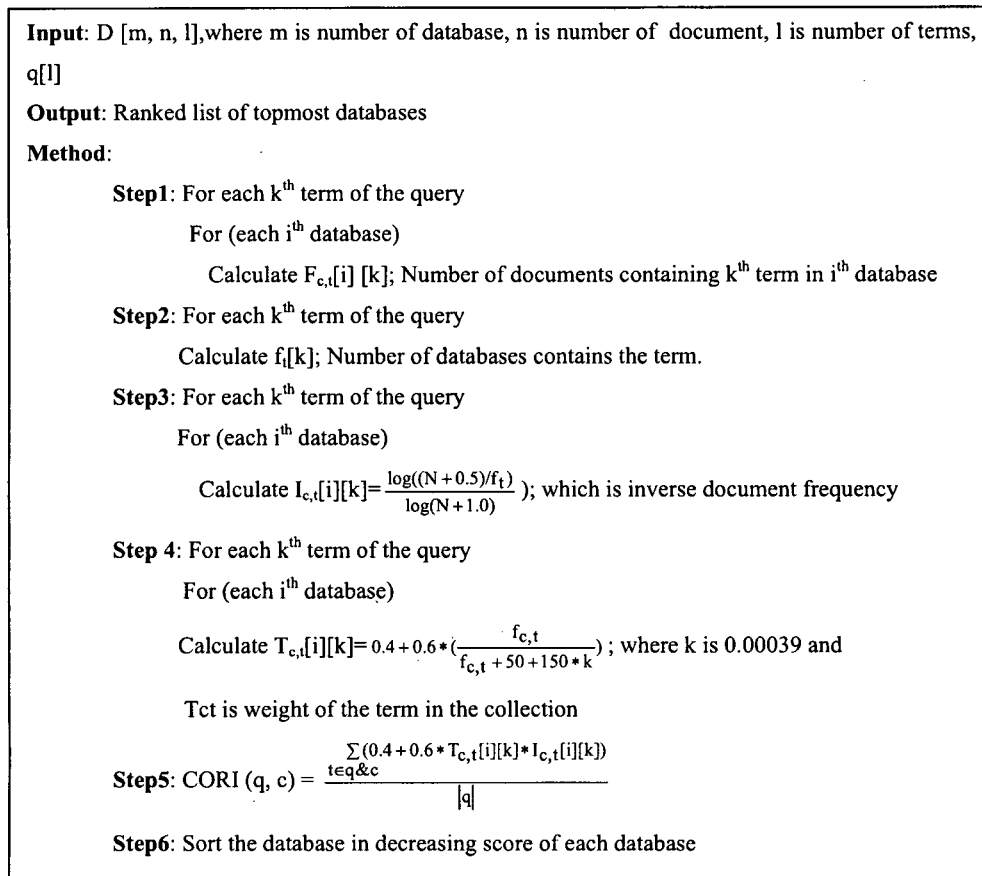 Input: D [m, n, l],where m is number of database, n is number of document, l is number of terms,
q[l]
Output: Ranked list of topmost databases
Method:
Step1: For each kth term of the query
For (each ith database)
Calculate Fc,t[i] [k]; Number of documents containing kth term in ith database
Step2: For each kth term of the query
Calculate ft[k]; Number of databases contains the term.
Step3: For each kth term of the query
For (each ith database)
Calculate Ic,t[i][k]= log((N+0.5)/ft) / log(N+1.0) ); which is inverse document frequency
Step 4: For each kth term of the query
For (each ith database)
Calculate Tc,t[i][k]= 0.4+0.6*( fc,t / fc,t+50+150*k ) ; where k is 0.00039 and
Tct is weight of the term in the collection
Step5: CORI (q, c) = ∑(0.4+0.6*Tc,t[i][k]*Ic,t[i][k]) t∈q&c / |q|
Step6: Sort the database in decreasing score of each database